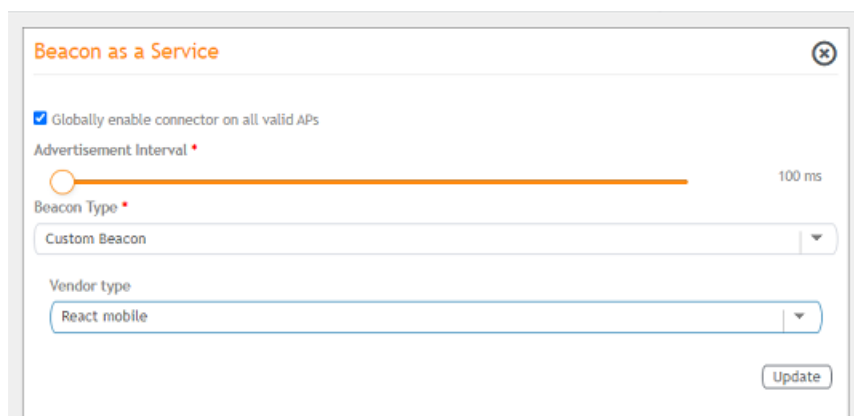 Beacon as a Service
Globally enable connector on all valid APs
Advertisement Interval *
100 ms
Beacon Type *
Custom Beacon
Vendor type
React mobile
Update